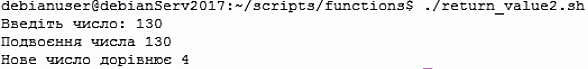 debianuser@debianServ2017:~/scripts/functions$ ./return_value2.sh
Введіть число: 130
Подвоєння числа 130
Нове число дорівнює 4